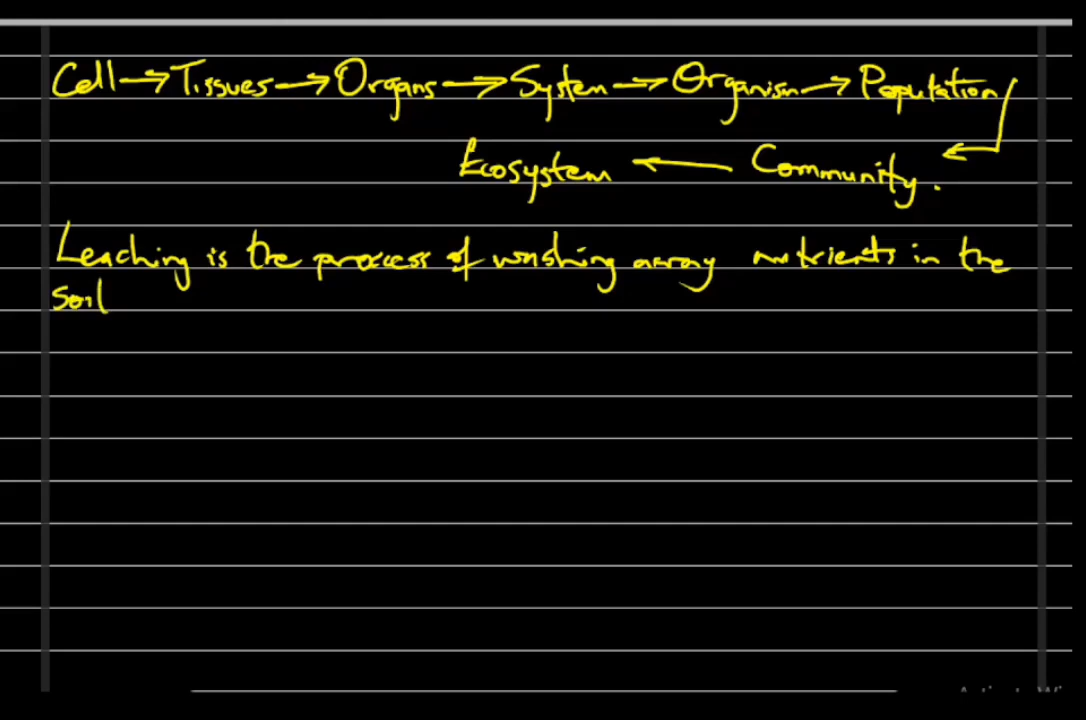 Cell → Tissues → Organs → System → Organism → Population
Ecosystem ← Community.
Leaching is the process of washing away nutrients in the
soil